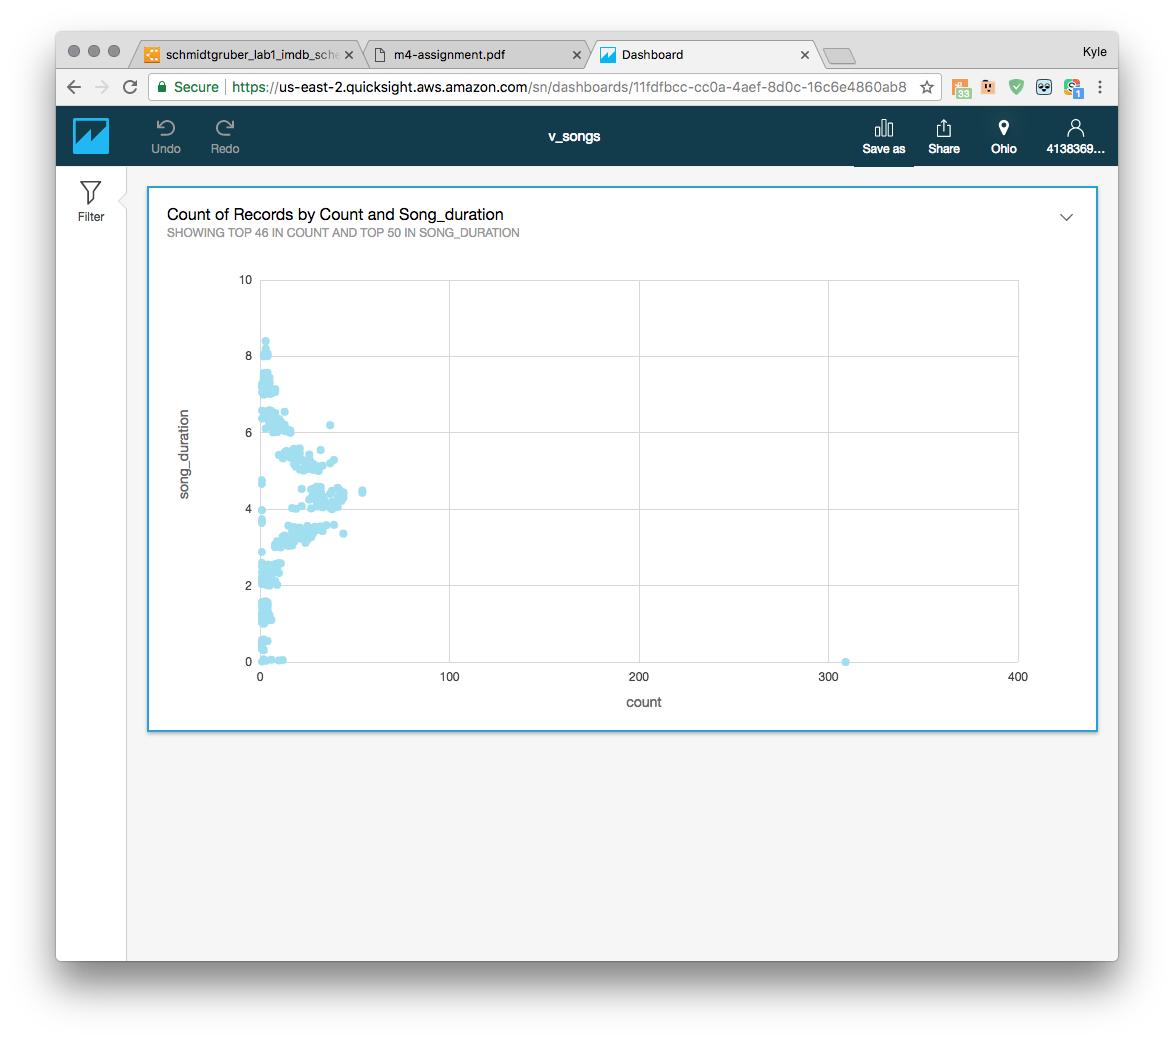 schmidtgruber_lab1_imdb_sche
m4-assignment.pdf
Dashboard
Kyle
Secure
https://us-east-2.quicksight.aws.amazon.com/sn/dashboards/11fdfbcc-cc0a-4aef-8d0c-16c6e4860ab8
33
1
Undo
Redo
v_songs
Save as
Share
Ohio
4138369...
Filter
Count of Records by Count and Song_duration
SHOWING TOP 46 IN COUNT AND TOP 50 IN SONG_DURATION
10
8
6
4
2
0
song_duration
0
100
200
300
400
count